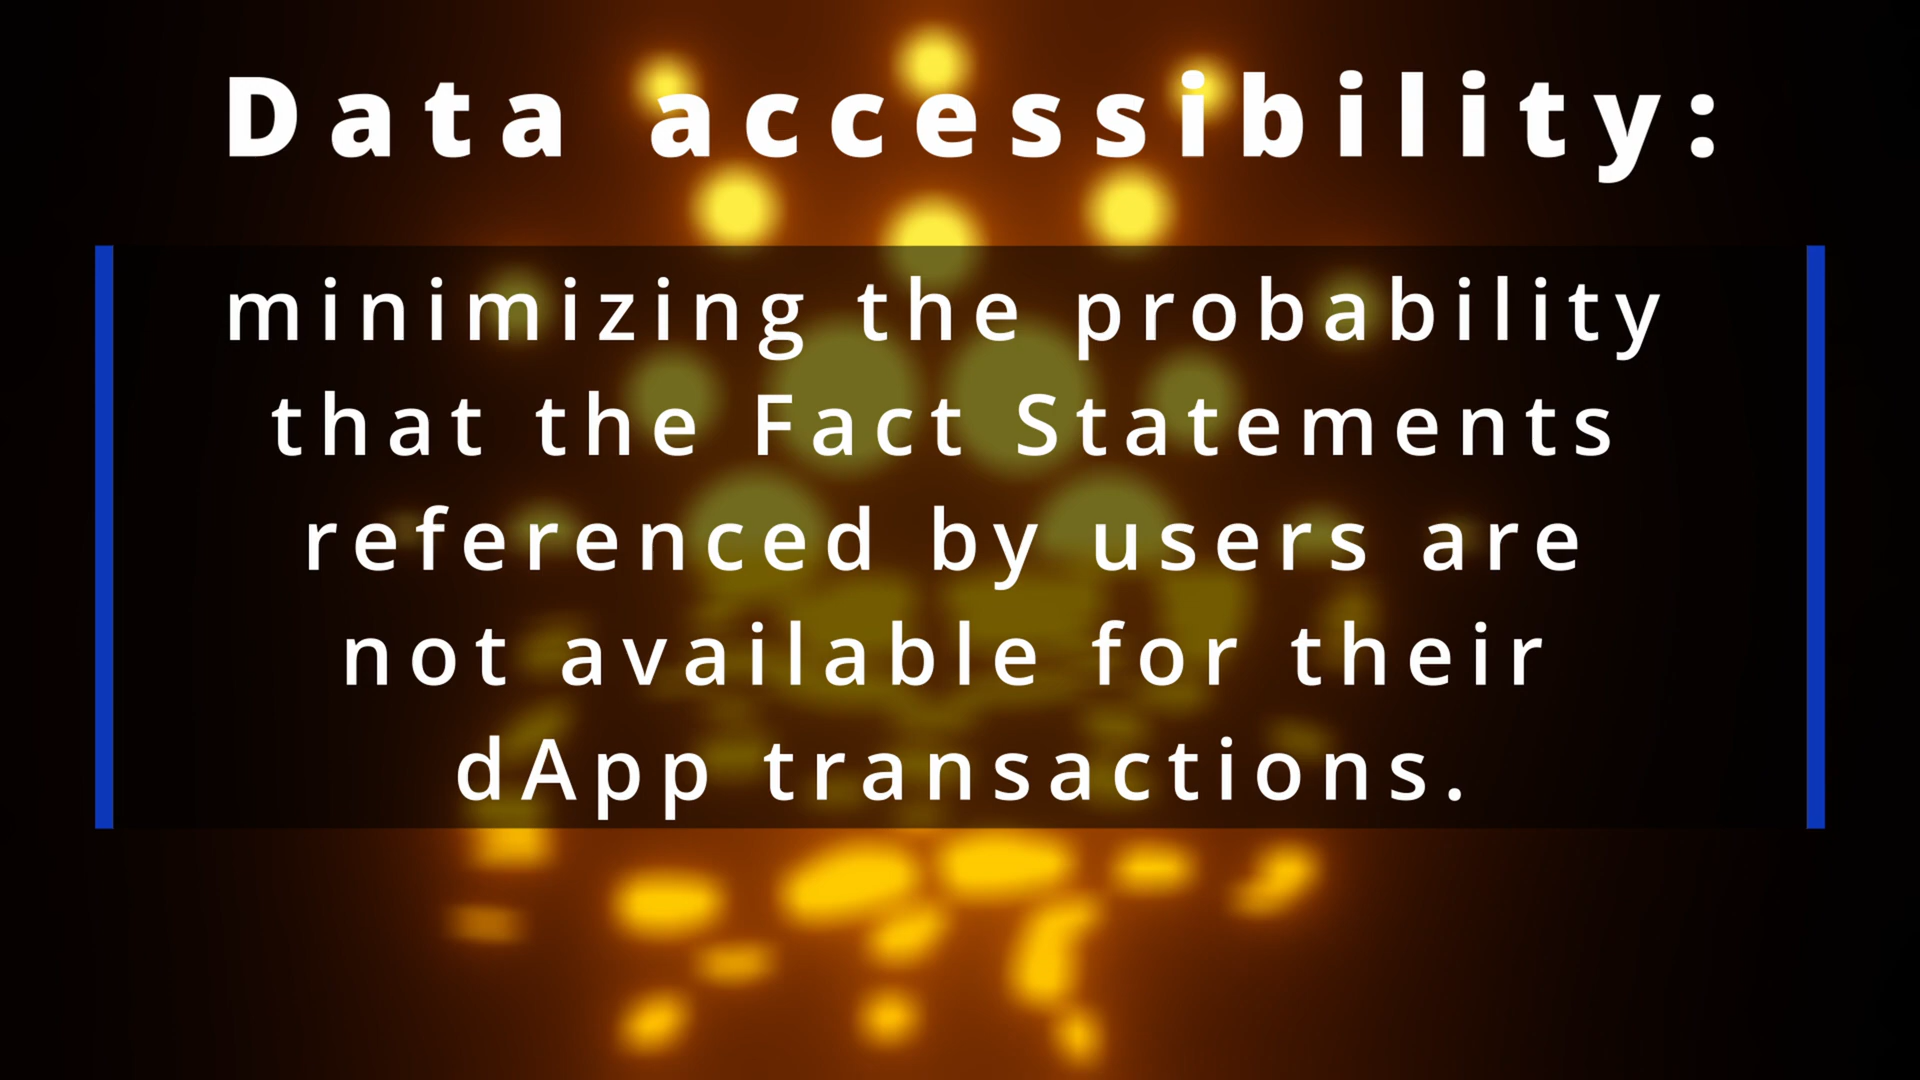 Data accessibility:
minimizing the probability
that the Fact Statements
referenced by users are
not available for their
dApp transactions.